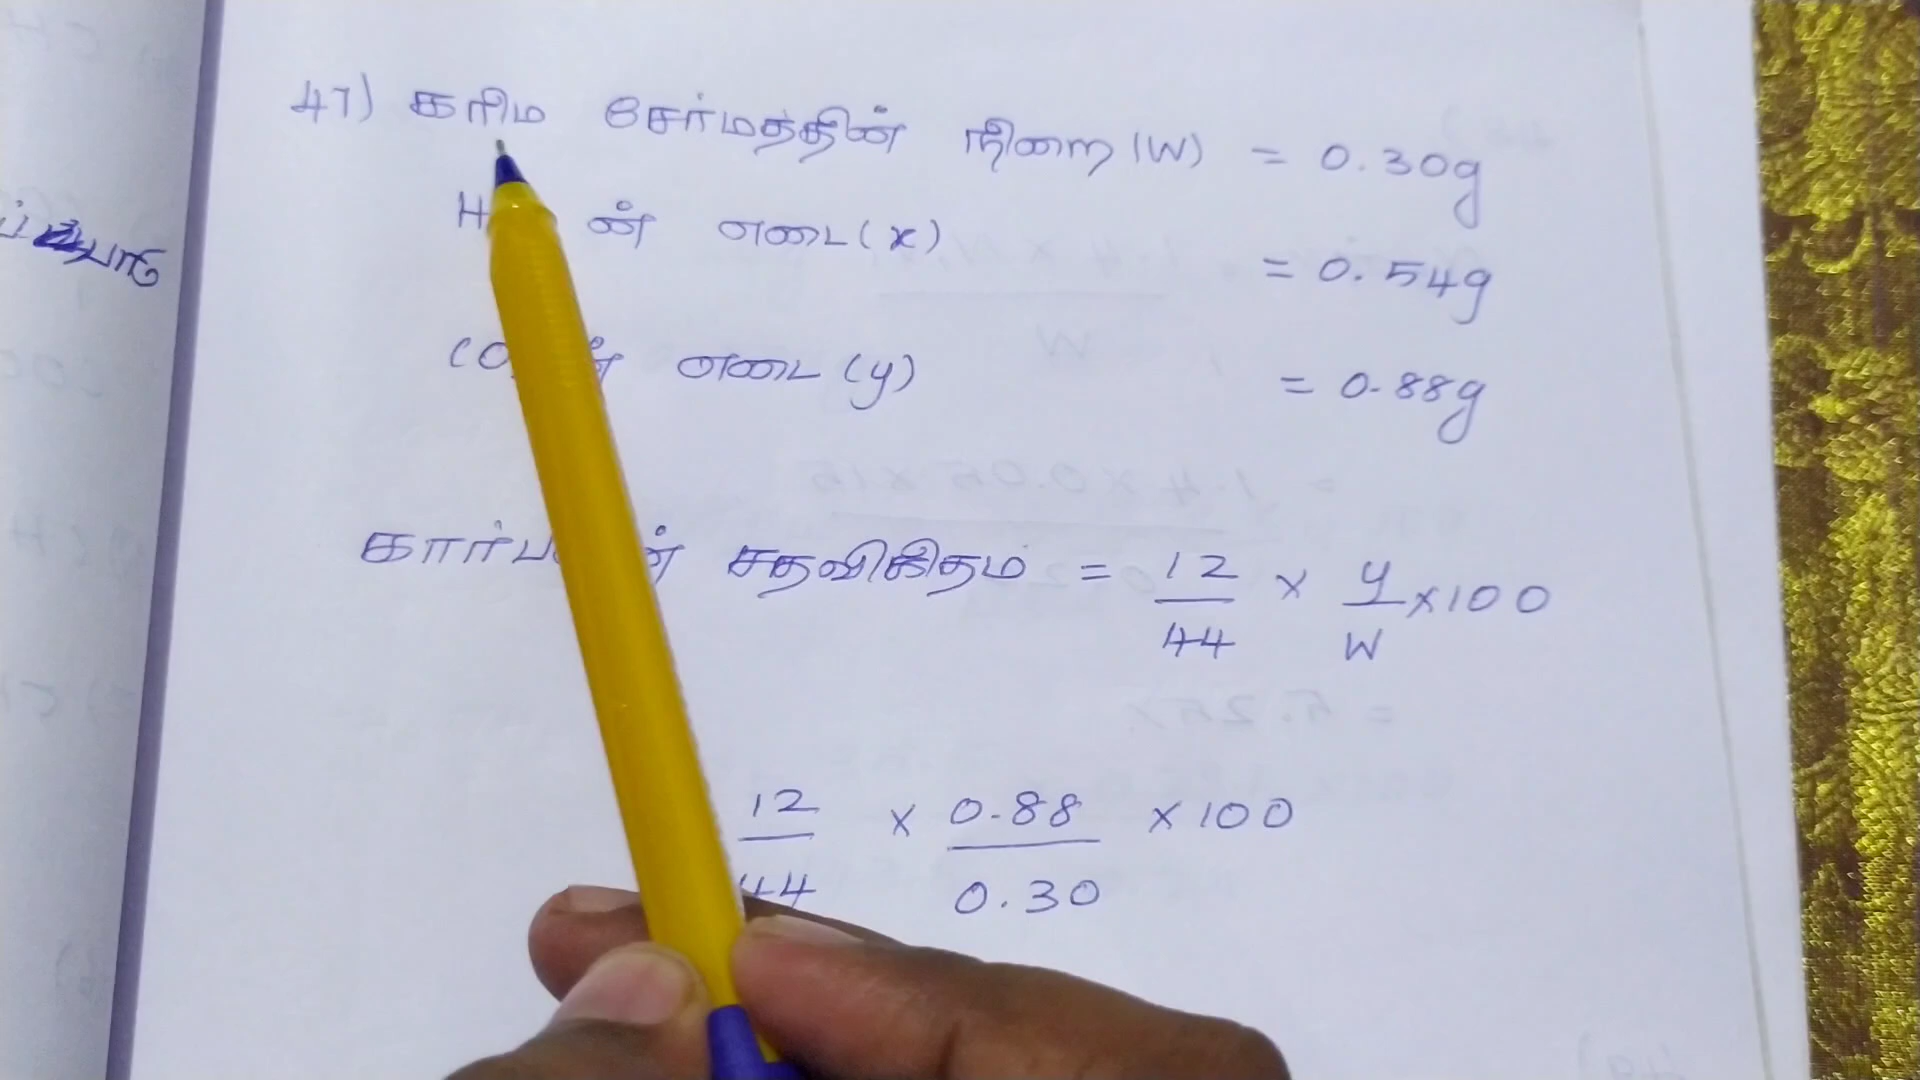 47) கரிம சேர்மத்தின் நிறை (W) = 0.30g
ன் எடை (x) = 0.54g
எடை (y) = 0.88g
சதவிகிதம் = 12/44 × y/W × 100
12/44 × 0.88/0.30 × 100